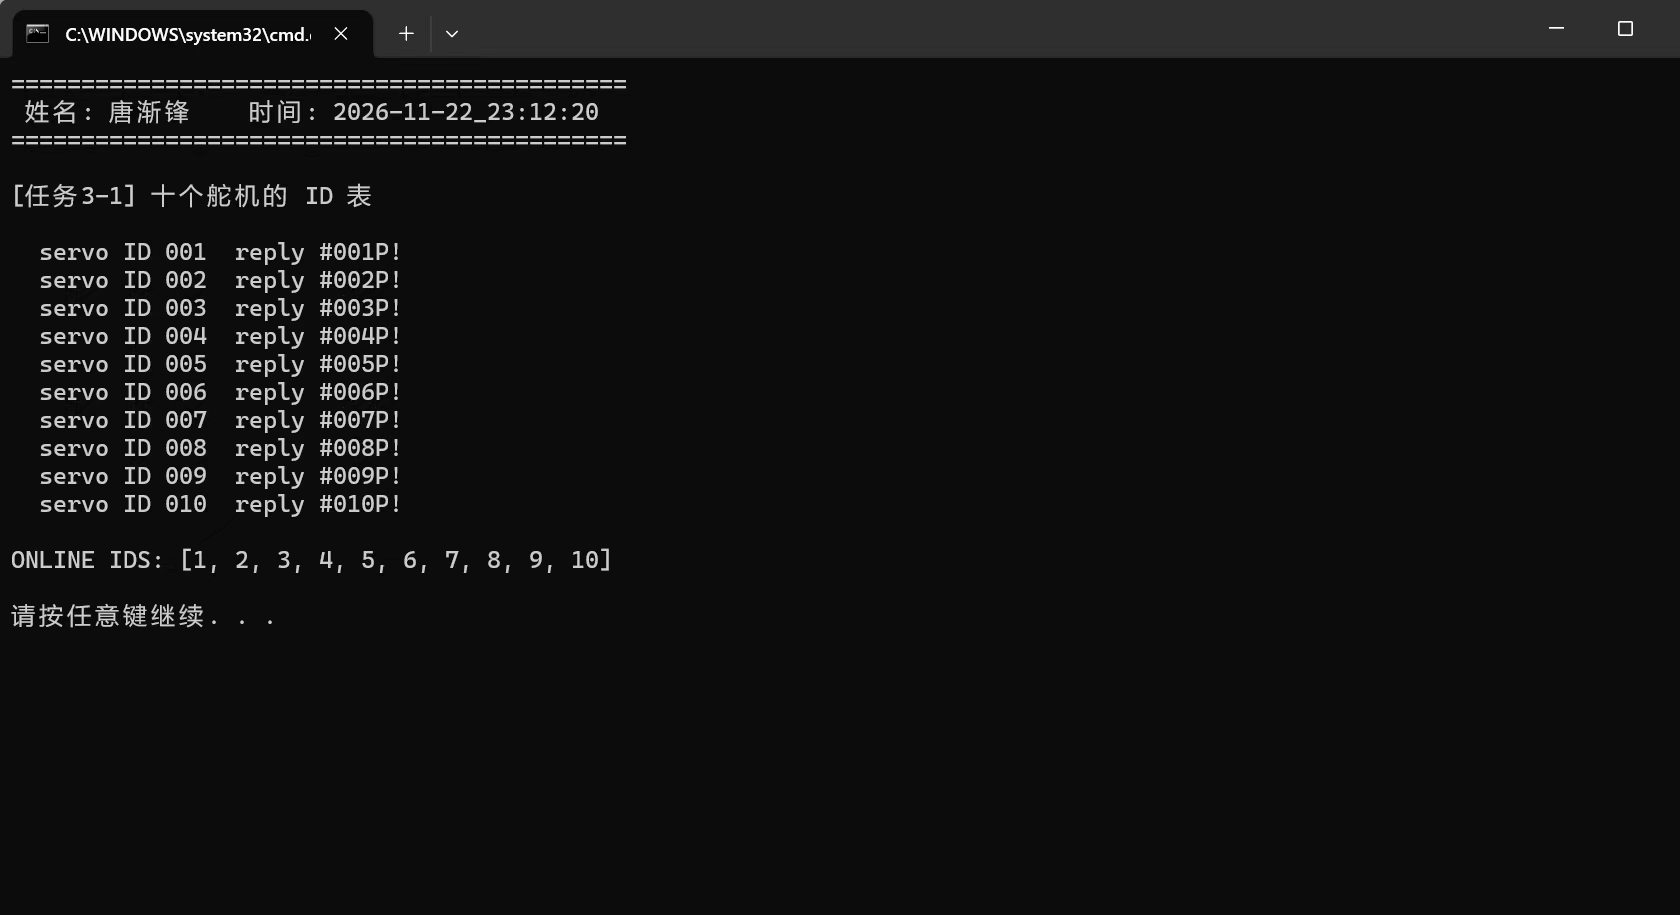 C:\WINDOWS\system32\cmd.
============================================
姓名: 唐渐锋    时间: 2026-11-22_23:12:20
============================================
[任务3-1] 十个舵机的 ID 表
servo ID 001  reply #001P!
servo ID 002  reply #002P!
servo ID 003  reply #003P!
servo ID 004  reply #004P!
servo ID 005  reply #005P!
servo ID 006  reply #006P!
servo ID 007  reply #007P!
servo ID 008  reply #008P!
servo ID 009  reply #009P!
servo ID 010  reply #010P!
ONLINE IDS: [1, 2, 3, 4, 5, 6, 7, 8, 9, 10]
请按任意键继续. . .